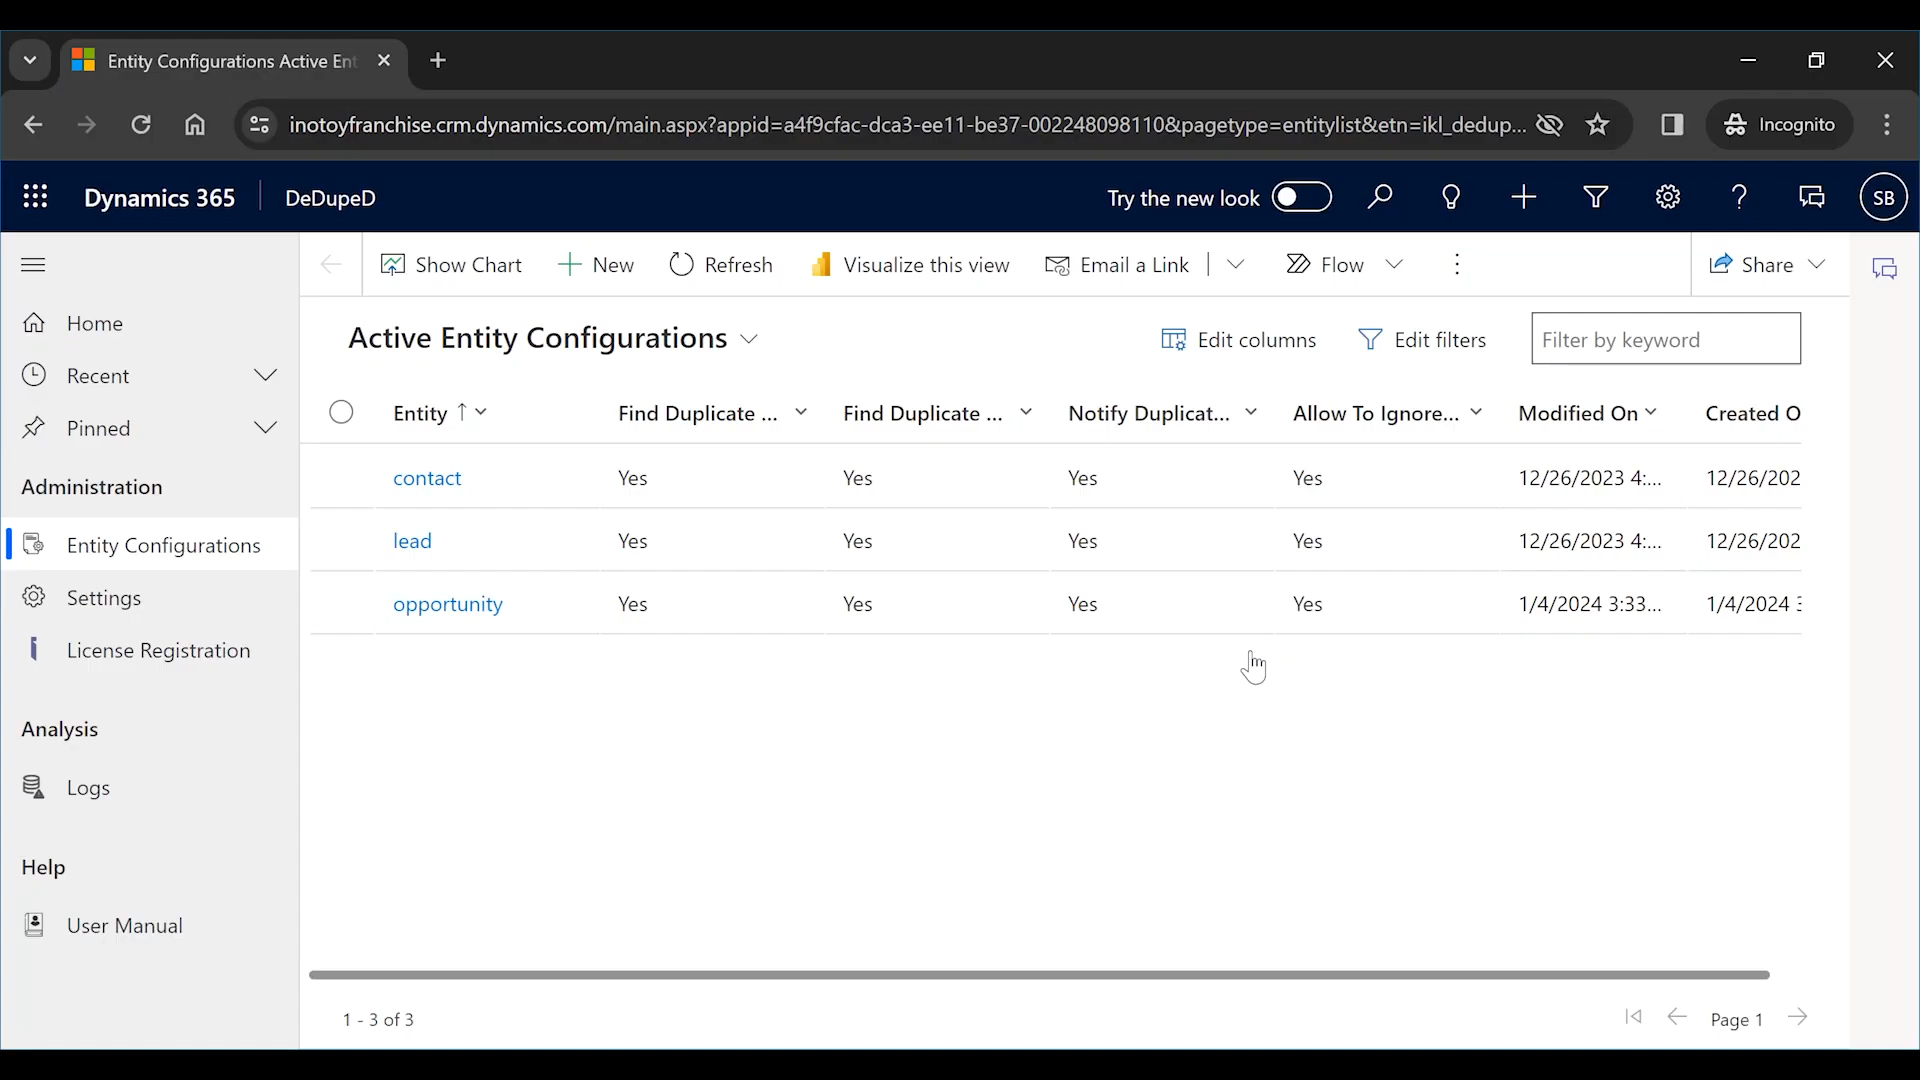 Entity Configurations Active Ent
inotoyfranchise.crm.dynamics.com/main.aspx?appid=a4f9cfac-dca3-ee11-be37-002248098110&pagetype=entitylist&etn=ikl_dedup...
Incognito
Dynamics 365
DeDupeD
Try the new look
SB
Show Chart
New
Refresh
Visualize this view
Email a Link
Flow
Share
Home
Recent
Pinned
Administration
Entity Configurations
Settings
License Registration
Analysis
Logs
Help
User Manual
Active Entity Configurations
Edit columns
Edit filters
Filter by keyword
Entity Find Duplicate ... Find Duplicate ... Notify Duplicat... Allow To Ignore... Modified On Created O
contact Yes Yes Yes Yes 12/26/2023 4:... 12/26/202
lead Yes Yes Yes Yes 12/26/2023 4:... 12/26/202
opportunity Yes Yes Yes Yes 1/4/2024 3:33... 1/4/2024 3
1 - 3 of 3
Page 1